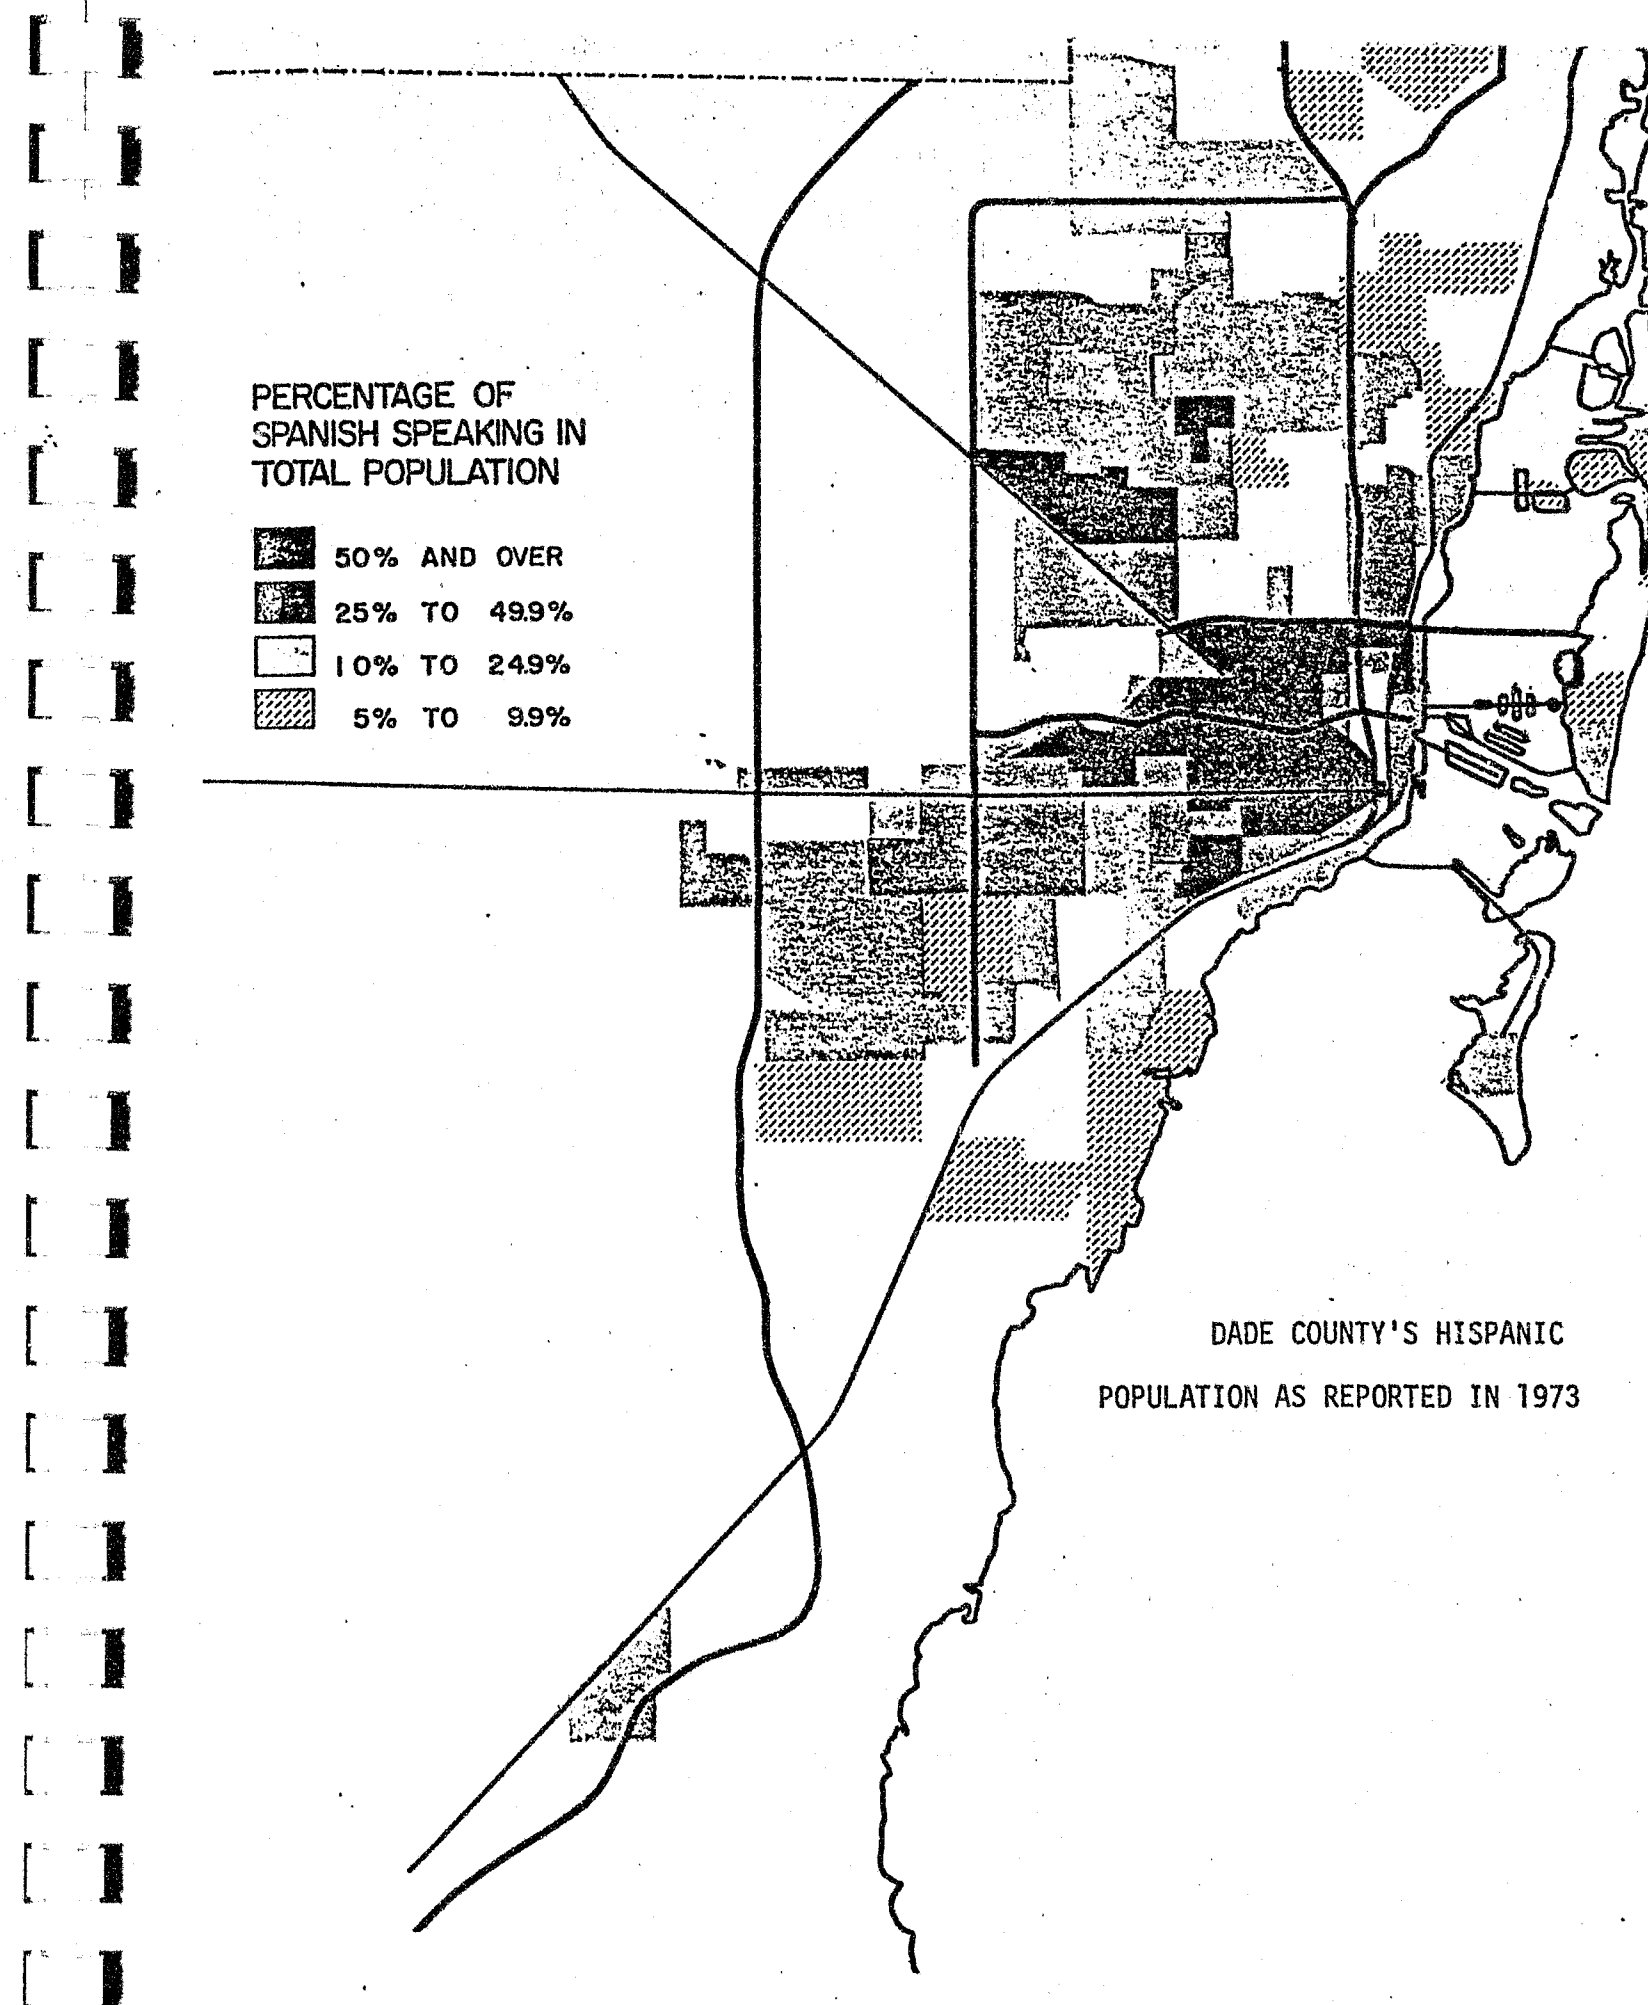 PERCENTAGE OF
SPANISH SPEAKING IN
TOTAL POPULATION
50% AND OVER
25% TO 49.9%
10% TO 24.9%
5% TO 9.9%
DADE COUNTY'S HISPANIC
POPULATION AS REPORTED IN 1973